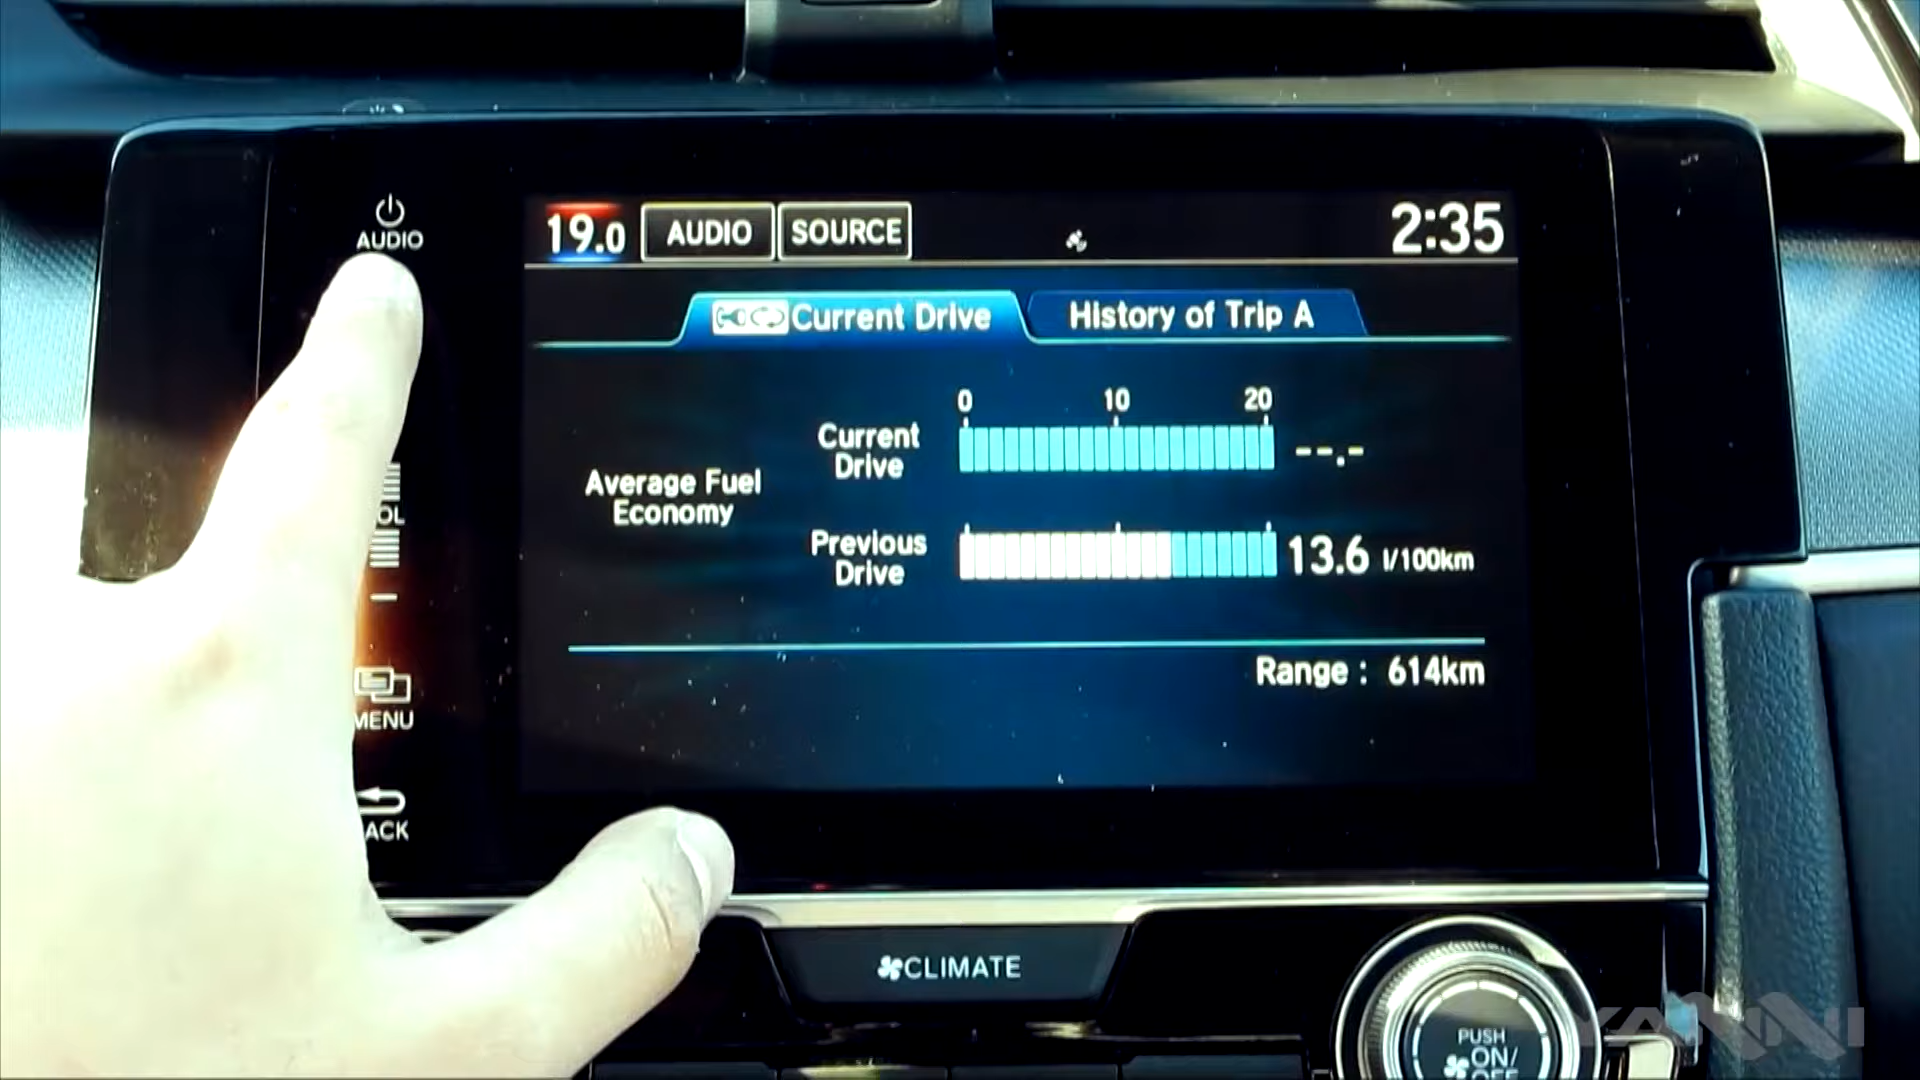 AUDIO
19.0 AUDIO SOURCE 2:35
Current Drive History of Trip A
0 10 20
Current
Drive
--.-
Average Fuel
Economy
Previous
Drive
13.6 l/100km
Range : 614km
MENU
CLIMATE
PUSH
ON/
OFF